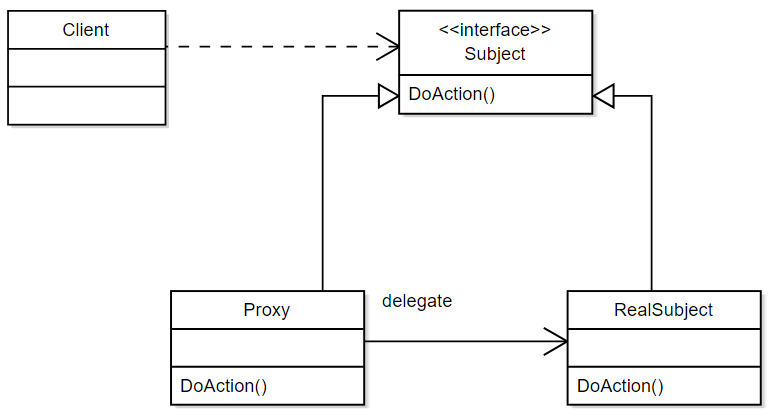 Client
<<interface>>
Subject
DoAction()
delegate
Proxy
RealSubject
DoAction()
DoAction()